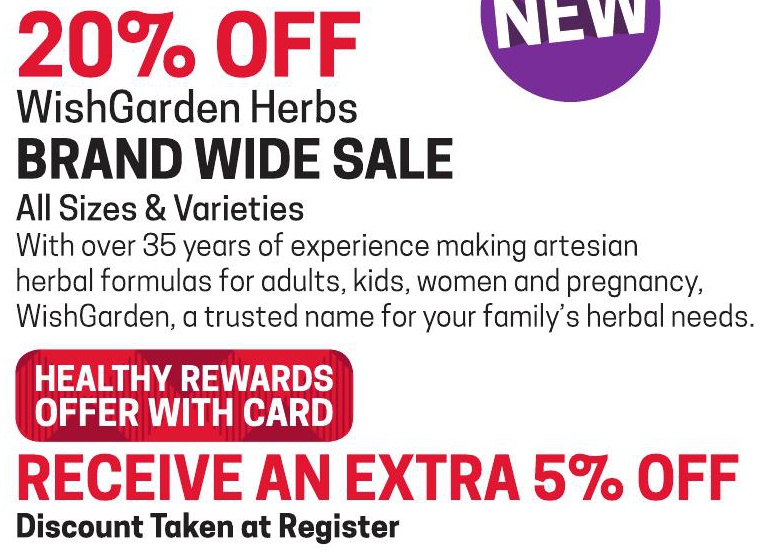 NEW
20% OFF
WishGarden Herbs
BRAND WIDE SALE
All Sizes & Varieties
With over 35 years of experience making artesian
herbal formulas for adults, kids, women and pregnancy,
WishGarden, a trusted name for your family's herbal needs.
HEALTHY REWARDS
OFFER WITH CARD
RECEIVE AN EXTRA 5% OFF
Discount Taken at Register